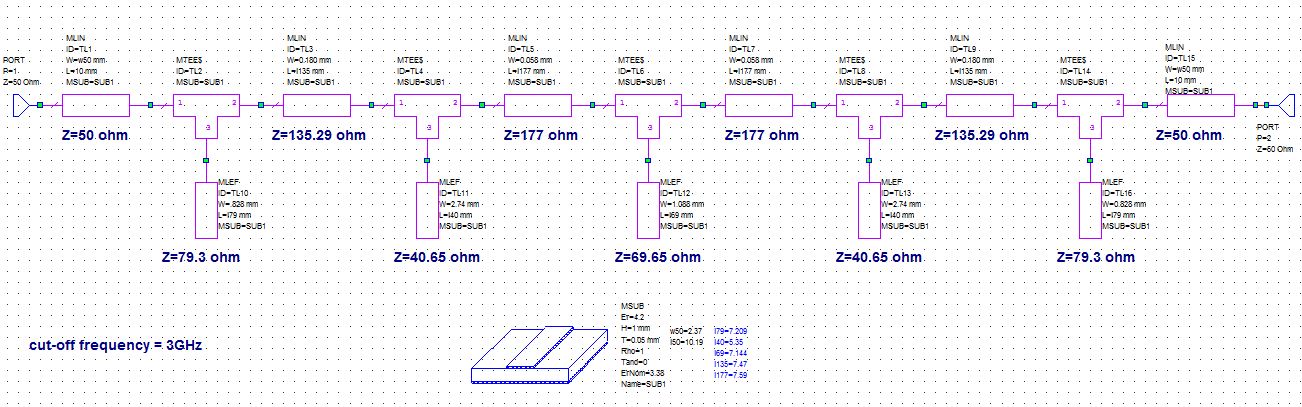 PORT
P=1
Z=50 Ohm
MLIN
ID=TL1
W=w50 mm
L=10 mm
MSUB=SUB1
MTEE$
ID=TL2
MSUB=SUB1
MLIN
ID=TL3
W=0.180 mm
L=l135 mm
MSUB=SUB1
MTEE$
ID=TL4
MSUB=SUB1
MLIN
ID=TL5
W=0.058 mm
L=l177 mm
MSUB=SUB1
MTEE$
ID=TL6
MSUB=SUB1
MLIN
ID=TL7
W=0.058 mm
L=l177 mm
MSUB=SUB1
MTEE$
ID=TL8
MSUB=SUB1
MLIN
ID=TL9
W=0.180 mm
L=l135 mm
MSUB=SUB1
MTEE$
ID=TL14
MSUB=SUB1
MLIN
ID=TL15
W=w50 mm
L=10 mm
MSUB=SUB1
1 2
3
1 2
3
1 2
3
1 2
3
1 2
3
PORT
P=2
Z=50 Ohm
Z=50 ohm
Z=135.29 ohm
Z=177 ohm
Z=177 ohm
Z=135.29 ohm
Z=50 ohm
MLEF
ID=TL10
W=.828 mm
L=l79 mm
MSUB=SUB1
MLEF
ID=TL11
W=2.74 mm
L=l40 mm
MSUB=SUB1
MLEF
ID=TL12
W=1.088 mm
L=l69 mm
MSUB=SUB1
MLEF
ID=TL13
W=2.74 mm
L=l40 mm
MSUB=SUB1
MLEF
ID=TL16
W=0.828 mm
L=l79 mm
MSUB=SUB1
Z=79.3 ohm
Z=40.65 ohm
Z=69.65 ohm
Z=40.65 ohm
Z=79.3 ohm
cut-off frequency = 3GHz
MSUB
Er=4.2
H=1 mm
T=0.05 mm
Rho=1
Tand=0
ErNom=3.38
Name=SUB1
w50=2.37
l50=10.19
l79=7.209
l40=5.35
l69=7.144
l135=7.47
l177=7.59